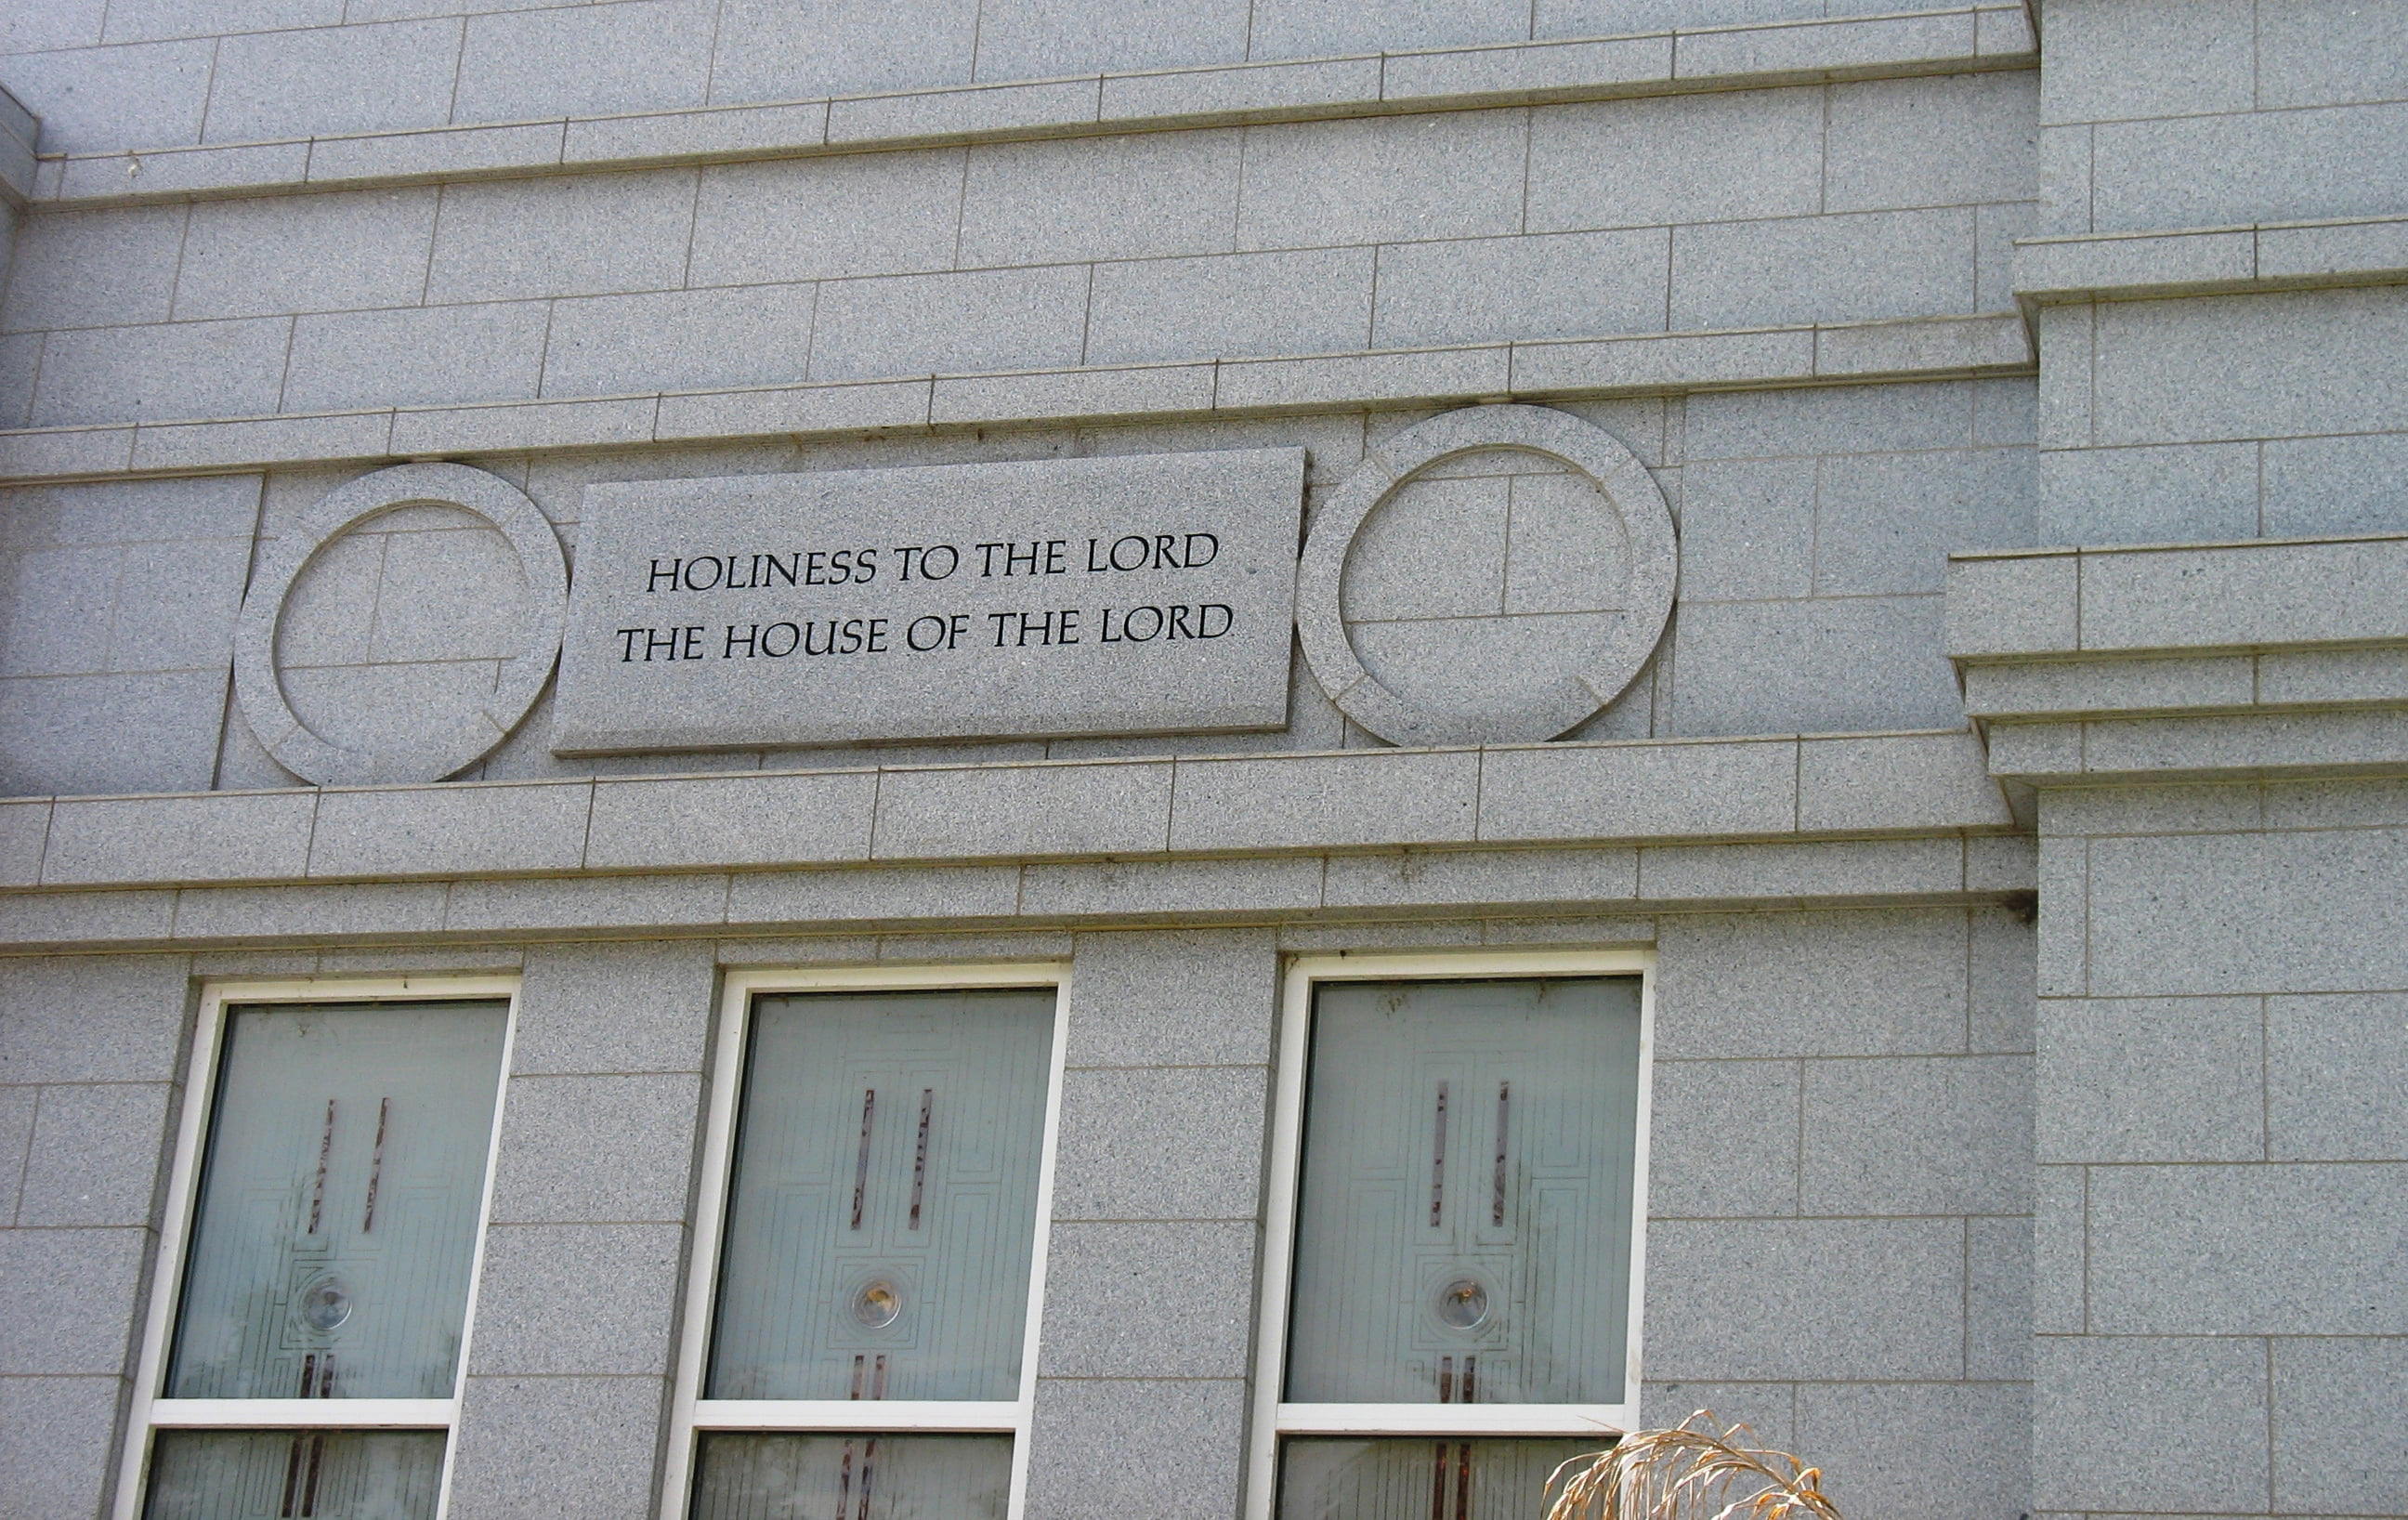 HOLINESS TO THE LORD
THE HOUSE OF THE LORD